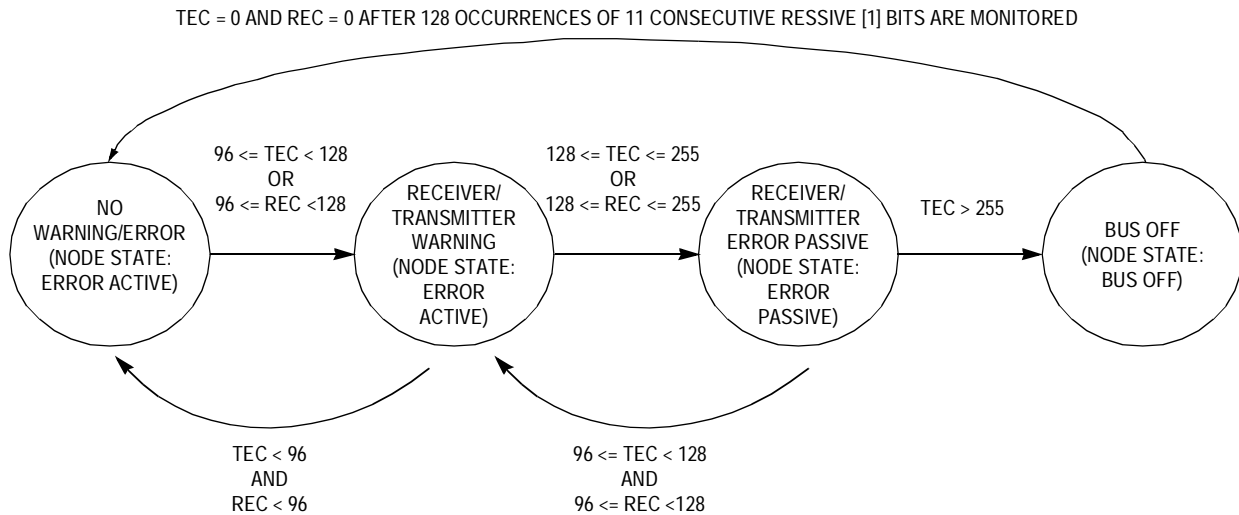 TEC = 0 AND REC = 0 AFTER 128 OCCURRENCES OF 11 CONSECUTIVE RESSIVE [1] BITS ARE MONITORED
96 <= TEC < 128
OR
96 <= REC <128
128 <= TEC <= 255
OR
128 <= REC <= 255
TEC > 255
NO
WARNING/ERROR
(NODE STATE:
ERROR ACTIVE)
RECEIVER/
TRANSMITTER
WARNING
(NODE STATE:
ERROR
ACTIVE)
RECEIVER/
TRANSMITTER
ERROR PASSIVE
(NODE STATE:
ERROR
PASSIVE)
BUS OFF
(NODE STATE:
BUS OFF)
TEC < 96
AND
REC < 96
96 <= TEC < 128
AND
96 <= REC <128